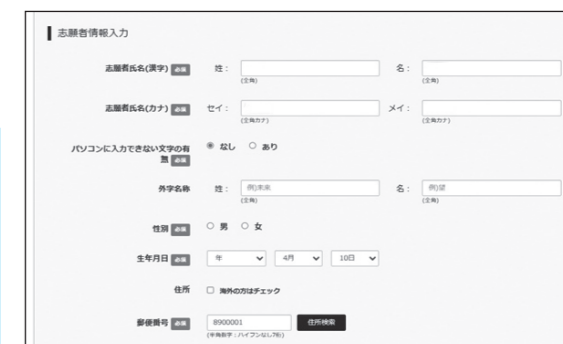 志願者情報入力
志願者氏名(漢字) 必須 姓： 名：
(全角) (全角)
志願者氏名(カナ) 必須 セイ： メイ：
(全角カナ) (全角カナ)
パソコンに入力できない文字の有
無 必須 なし あり
外字名称 姓： 例)未来 名： 例)望
(全角) (全角)
性別 必須 男 女
生年月日 必須 年 4月 10日
住所 海外の方はチェック
郵便番号 必須 8900001 住所検索
(半角数字：ハイフンなし7桁)